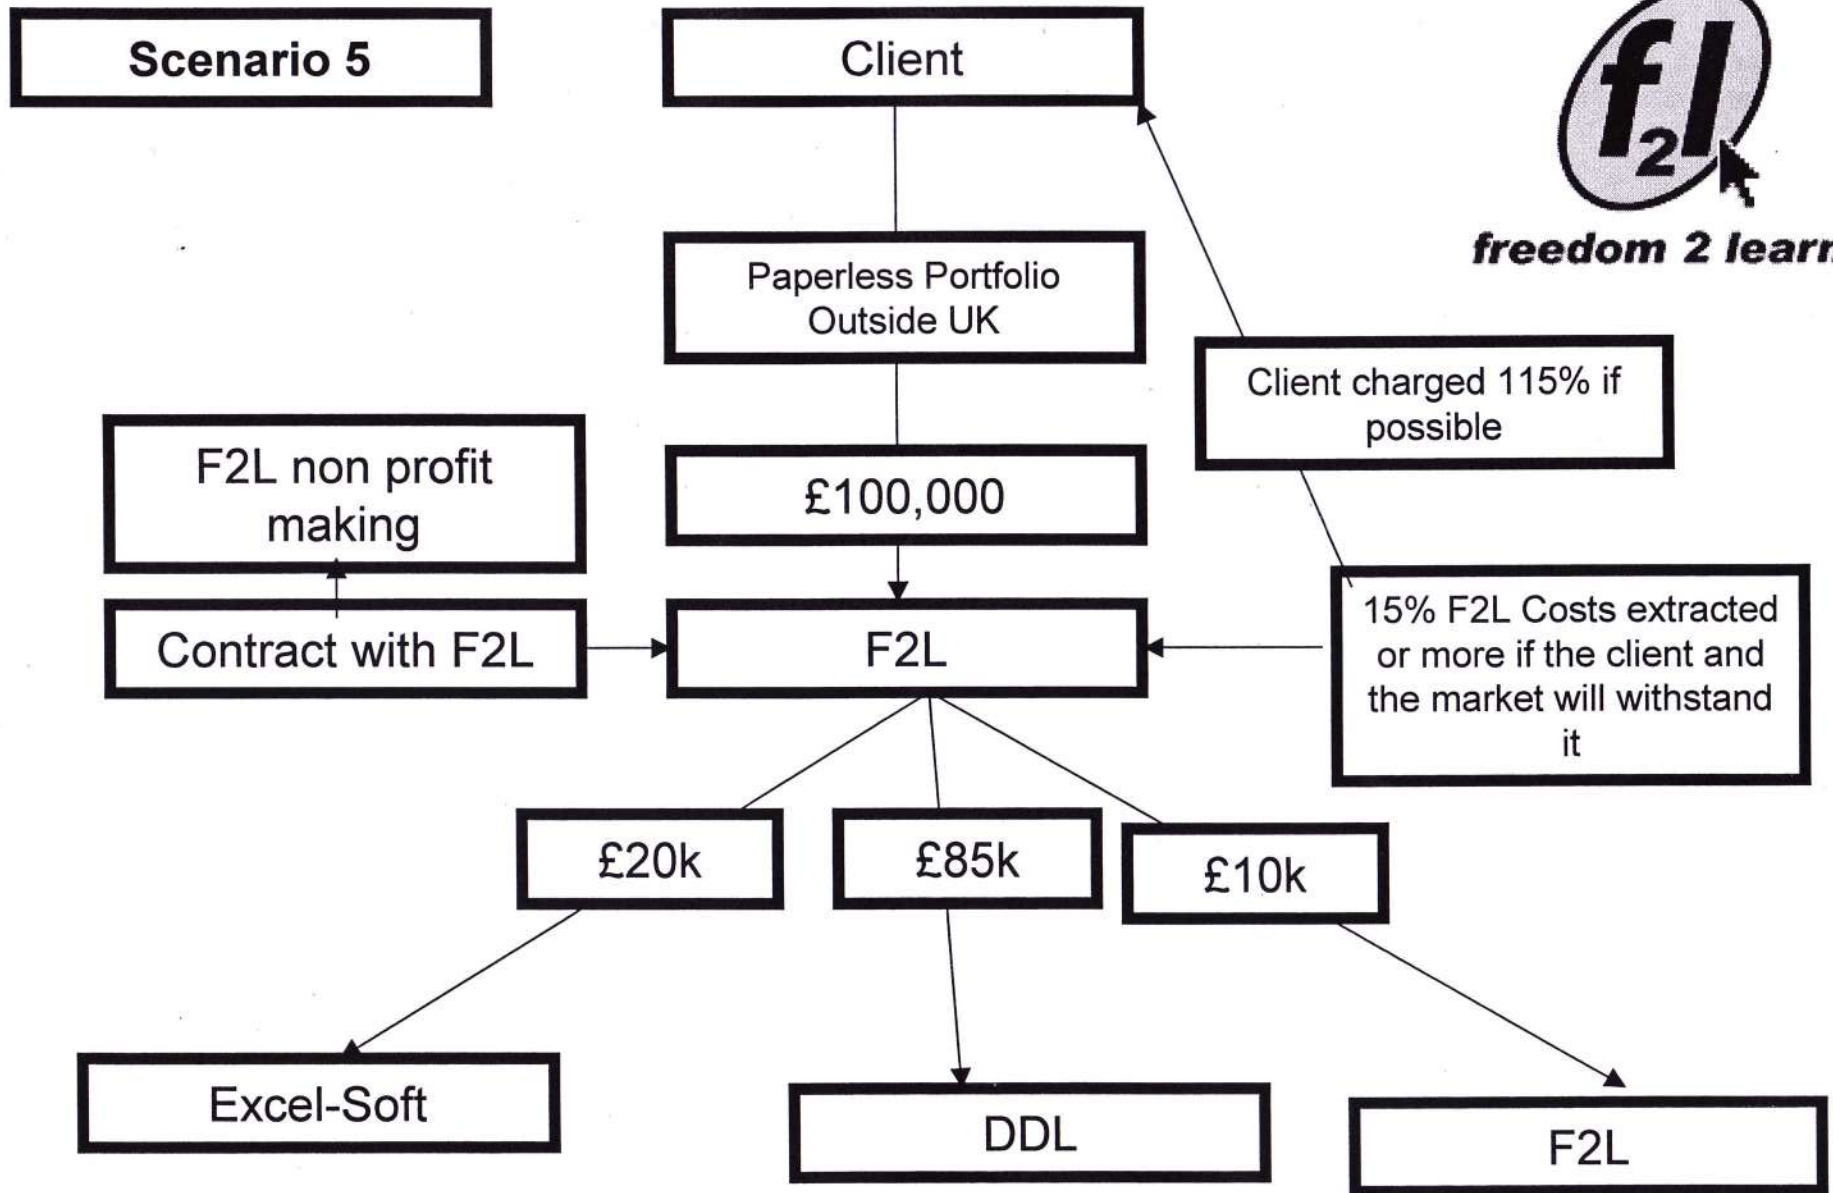 Scenario 5
Client
f2l
freedom 2 learn
Paperless Portfolio
Outside UK
Client charged 115% if
possible
F2L non profit
making
£100,000
Contract with F2L
F2L
15% F2L Costs extracted
or more if the client and
the market will withstand
it
£20k
£85k
£10k
Excel-Soft
DDL
F2L